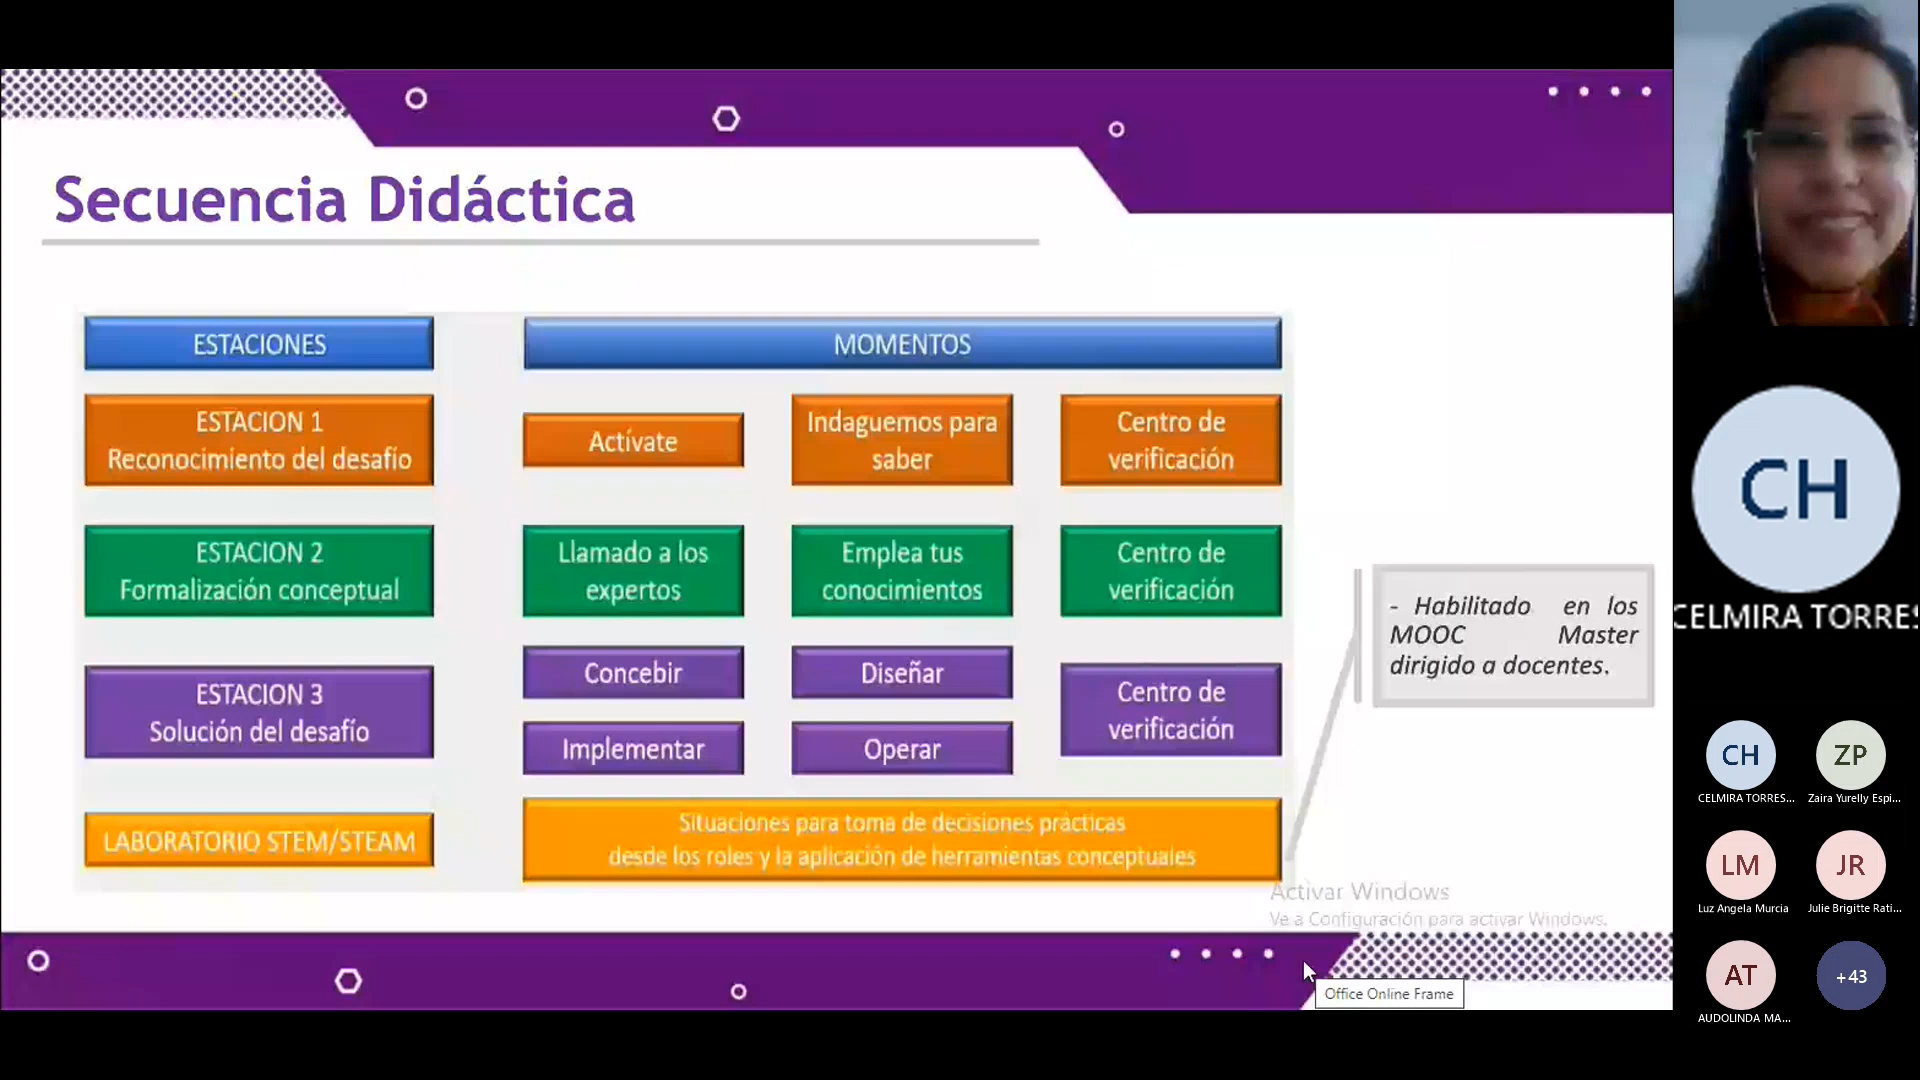 Secuencia Didáctica
ESTACIONES
MOMENTOS
ESTACION 1
Reconocimiento del desafío
Actívate
Indaguemos para
saber
Centro de
verificación
ESTACION 2
Formalización conceptual
Llamado a los
expertos
Emplea tus
conocimientos
Centro de
verificación
ESTACION 3
Solución del desafío
Concebir
Diseñar
Implementar
Operar
Centro de
verificación
LABORATORIO STEM/STEAM
Situaciones para toma de decisiones prácticas
desde los roles y la aplicación de herramientas conceptuales
- Habilitado en los
MOOC Master
dirigido a docentes.
Activar Windows
Ve a Configuración para activar Windows.
Office Online Frame
CH
CELMIRA TORRES
CH
CELMIRA TORRES...
ZP
Zaira Yurelly Espi...
LM
Luz Angela Murcia
JR
Julie Brigitte Rati...
AT
AUDOLINDA MA...
+43